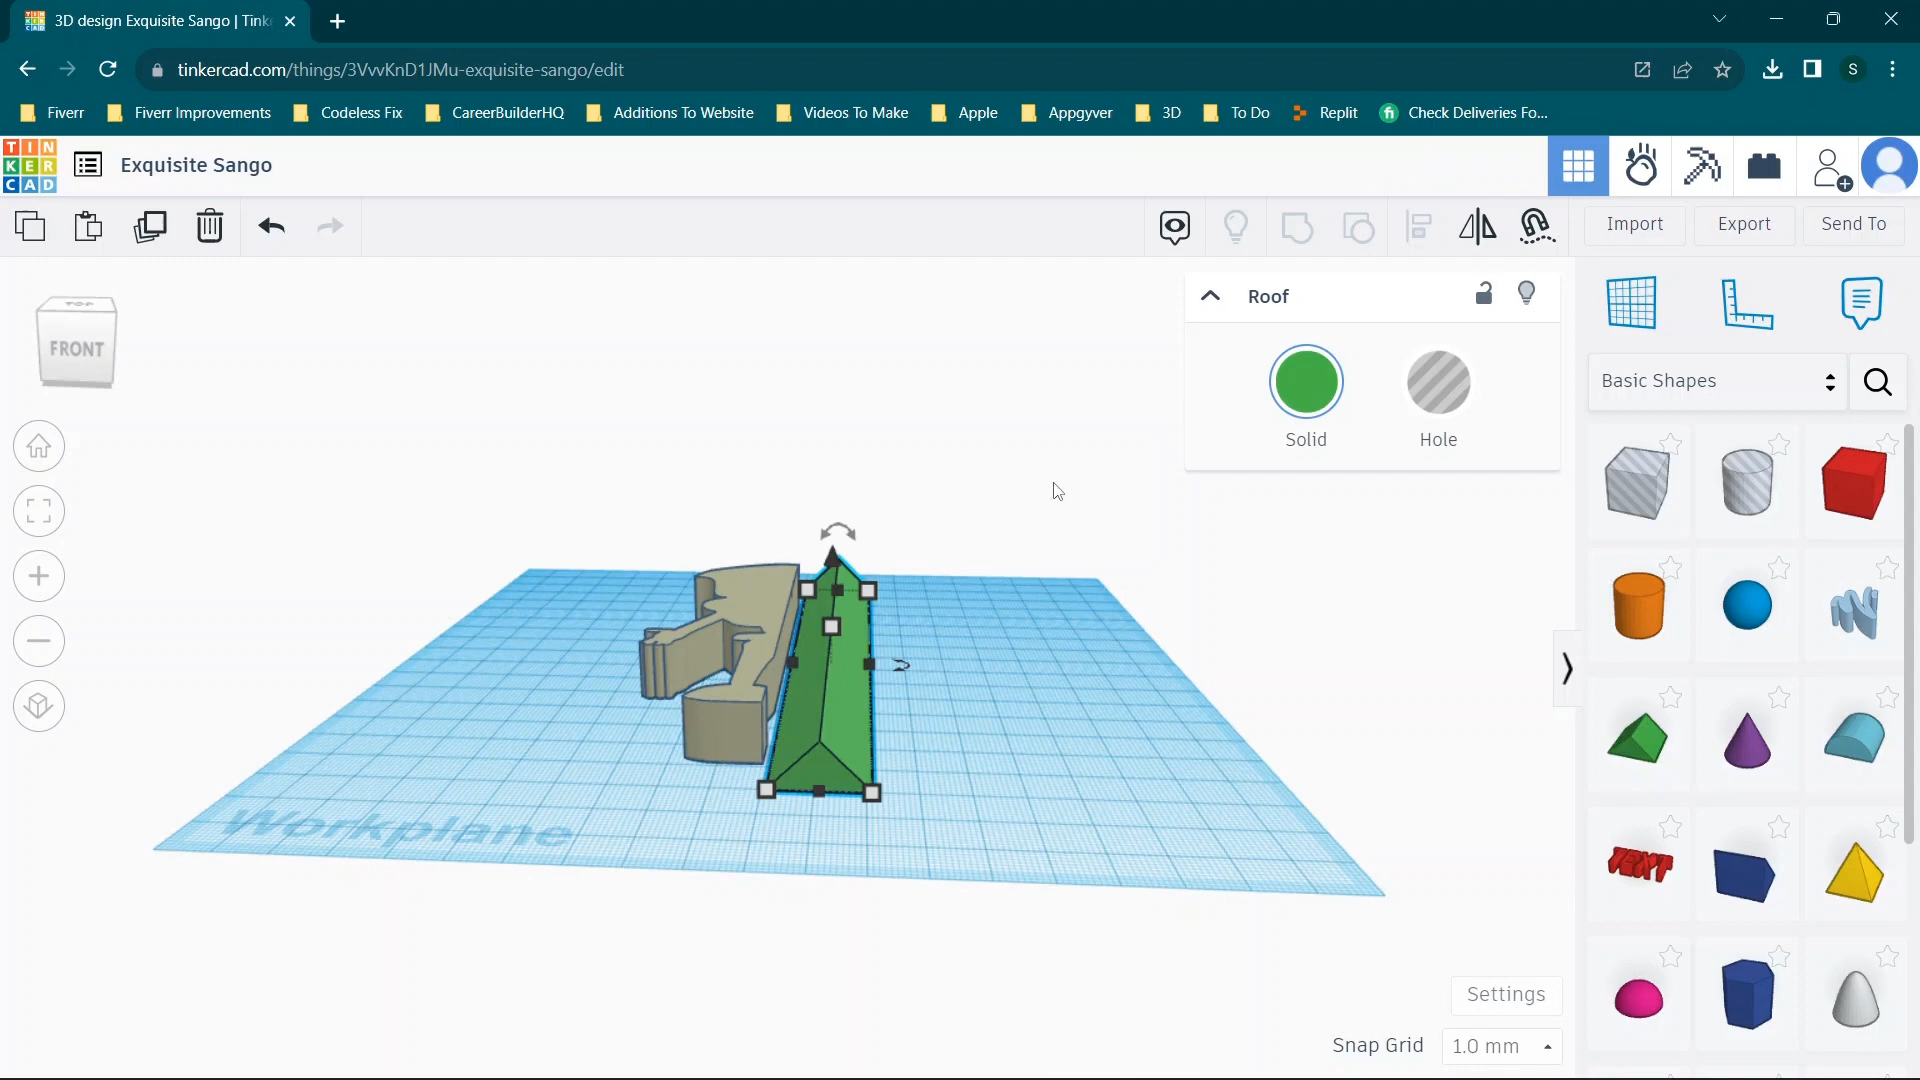 3D design Exquisite Sango | Tink
tinkercad.com/things/3VvvKnD1JMu-exquisite-sango/edit
S
Fiverr
Fiverr Improvements
Codeless Fix
CareerBuilderHQ
Additions To Website
Videos To Make
Apple
Appgyver
3D
To Do
Replit
Check Deliveries Fo...
TIN
KER
CAD
Exquisite Sango
Import
Export
Send To
TOP
FRONT
Roof
Solid
Hole
Basic Shapes
Workplane
TEXT
Settings
Snap Grid
1.0 mm